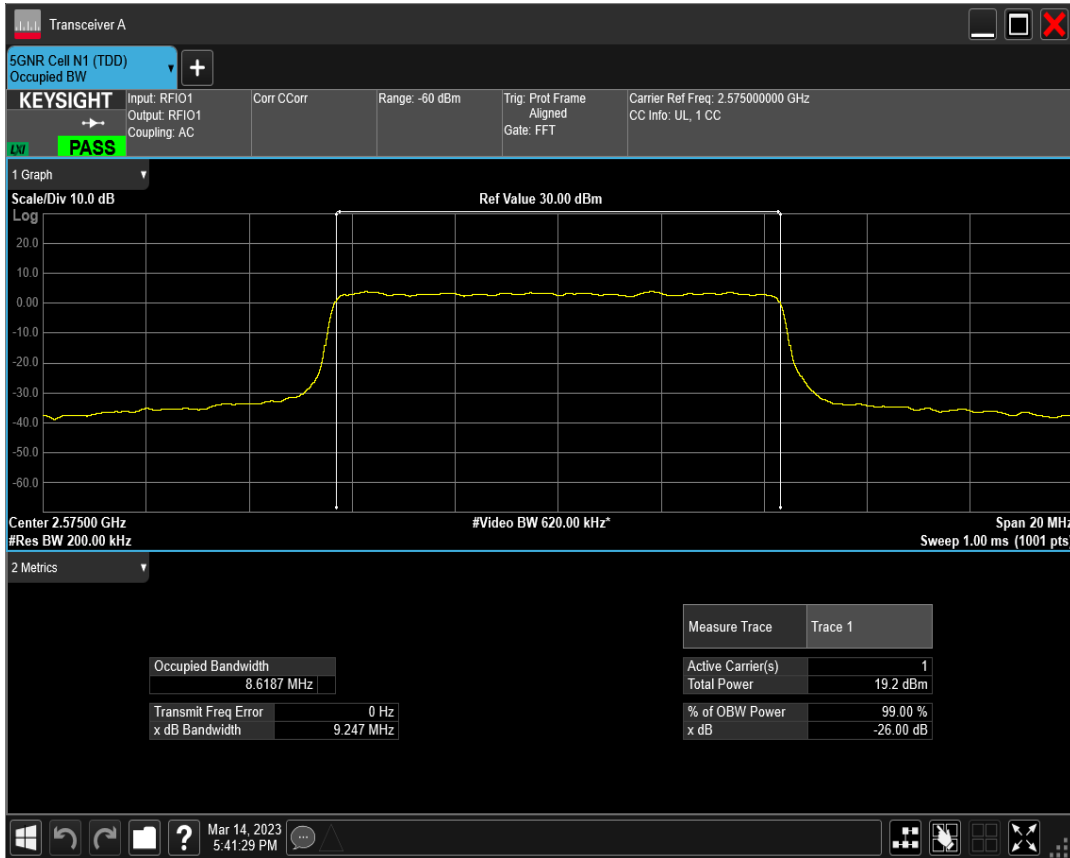 Transceiver A
5GNR Cell N1 (TDD)
Occupied BW
+
KEYSIGHT
LXI
PASS
Input: RFIO1
Output: RFIO1
Coupling: AC
Corr CCorr
Range: -60 dBm
Trig: Prot Frame
Aligned
Gate: FFT
Carrier Ref Freq: 2.575000000 GHz
CC Info: UL, 1 CC
1 Graph
Scale/Div 10.0 dB
Ref Value 30.00 dBm
Log
20.0
10.0
0.00
-10.0
-20.0
-30.0
-40.0
-50.0
-60.0
Center 2.57500 GHz
#Video BW 620.00 kHz*
Span 20 MHz
#Res BW 200.00 kHz
Sweep 1.00 ms (1001 pts)
2 Metrics
Measure Trace Trace 1
Occupied Bandwidth
8.6187 MHz
Active Carrier(s) 1
Total Power 19.2 dBm
Transmit Freq Error 0 Hz
x dB Bandwidth 9.247 MHz
% of OBW Power 99.00 %
x dB -26.00 dB
?
Mar 14, 2023
5:41:29 PM